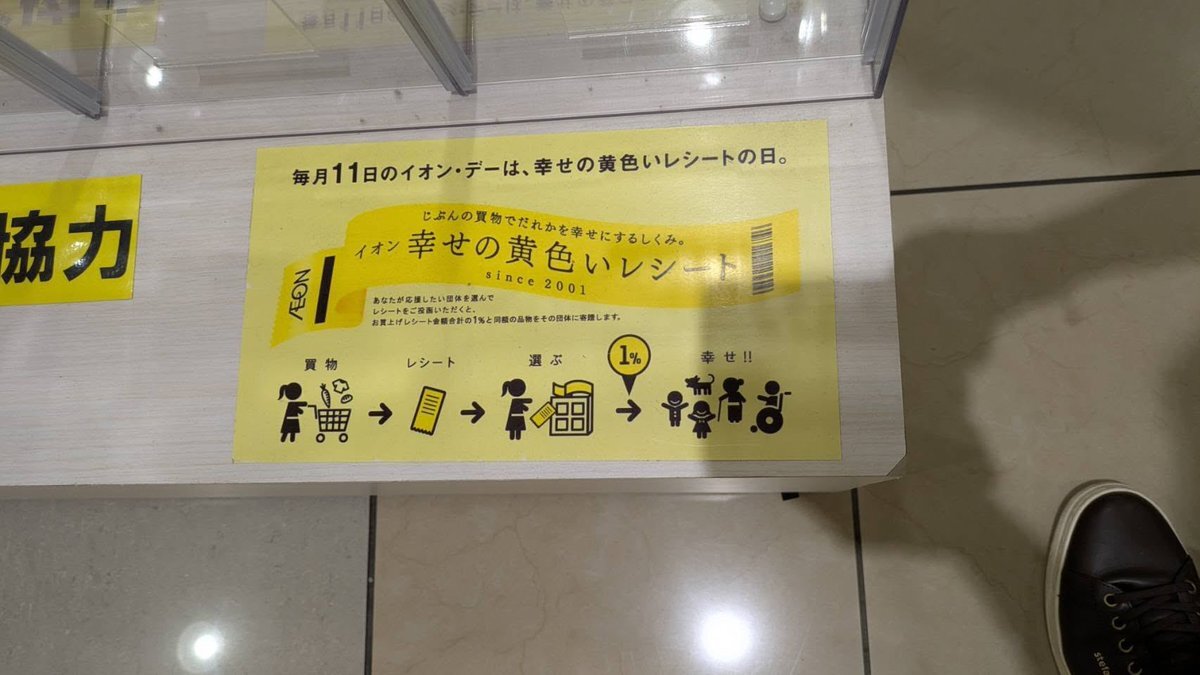 協力
毎月11日のイオン・デーは、幸せの黄色いレシートの日。
じぶんの買物でだれかを幸せにするしくみ。
イオン 幸せの黄色いレシート
since 2001
ÆON
あなたが応援したい団体を選んで
レシートをご投函いただくと、
お買上げレシート金額合計の1%と同額の品物をその団体に寄贈します。
買物 レシート 選ぶ 1% 幸せ!!